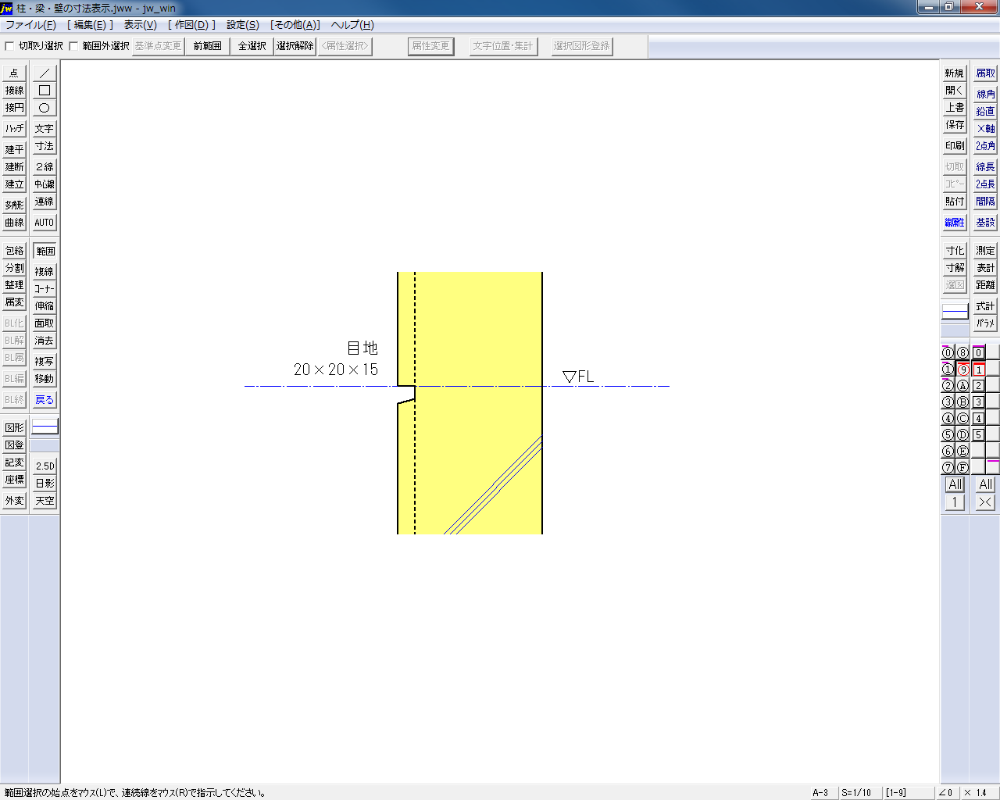 柱・梁・壁の寸法表示.jww - jw_win
ファイル(F) [ 編集(E) ] 表示(V) [ 作図(D) ] 設定(S) [その他(A)] ヘルプ(H)
切取り選択 範囲外選択 基準点変更 前範囲 全選択 選択解除 <属性選択> 属性変更 文字位置・集計 選択図形登録
点 ／
接線 □
接円 ○
ハッチ 文字
建平 寸法
建断 2線
建立 中心線
多角形 連線
曲線 AUTO
包絡 範囲
分割 複線
整理 コーナー
属変 伸縮
BL化 面取
BL解 消去
BL属 複写
BL編 移動
BL終 戻る
図形
図登
記変 2.5D
座標 日影
外変 天空
目地
20×20×15
▽FL
新規 属取
開く 線角
上書 鉛直
保存 X軸
印刷 2点角
切取 線長
コピー 2点長
貼付 間隔
線属性 基設
寸化 測定
寸解 表計
選図 距離
式計
パラメ
0 8 0
1 9 1
2 A 2
3 B 3
4 C 4
5 D 5
6 E
7 F
All All
1 ×
範囲選択の始点をマウス(L)で、連続線をマウス(R)で指示してください。
A-3 S=1/10 [1-9] ∠0 × 1.4